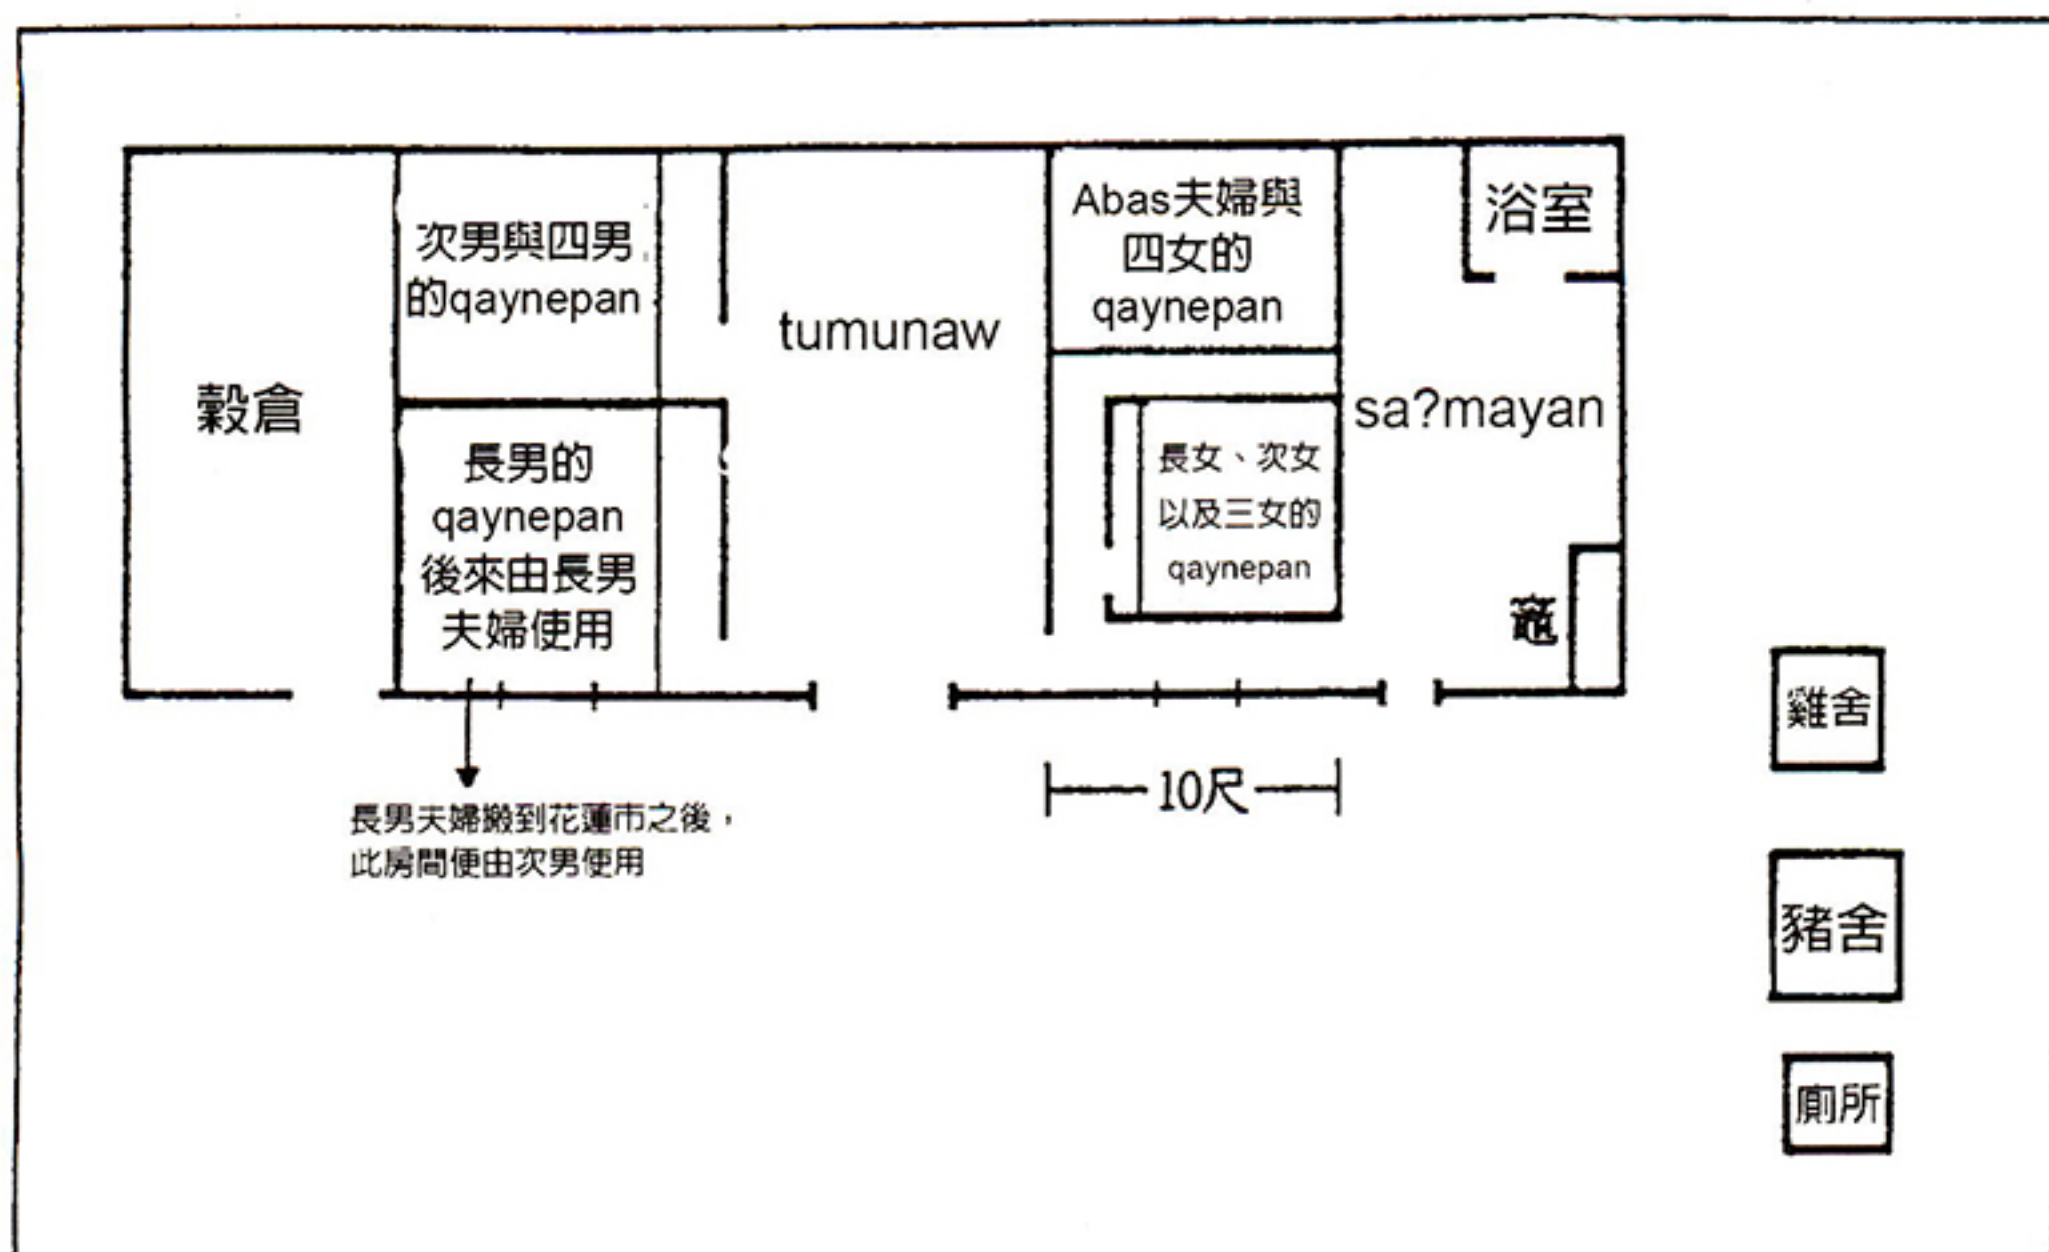 穀倉
次男與四男
的qaynepan
長男的
qaynepan
後來由長男
夫婦使用
tumunaw
Abas夫婦與
四女的
qaynepan
長女、次女
以及三女的
qaynepan
浴室
sa?mayan
竈
10尺
長男夫婦搬到花蓮市之後，
此房間便由次男使用
雞舍
豬舍
廁所